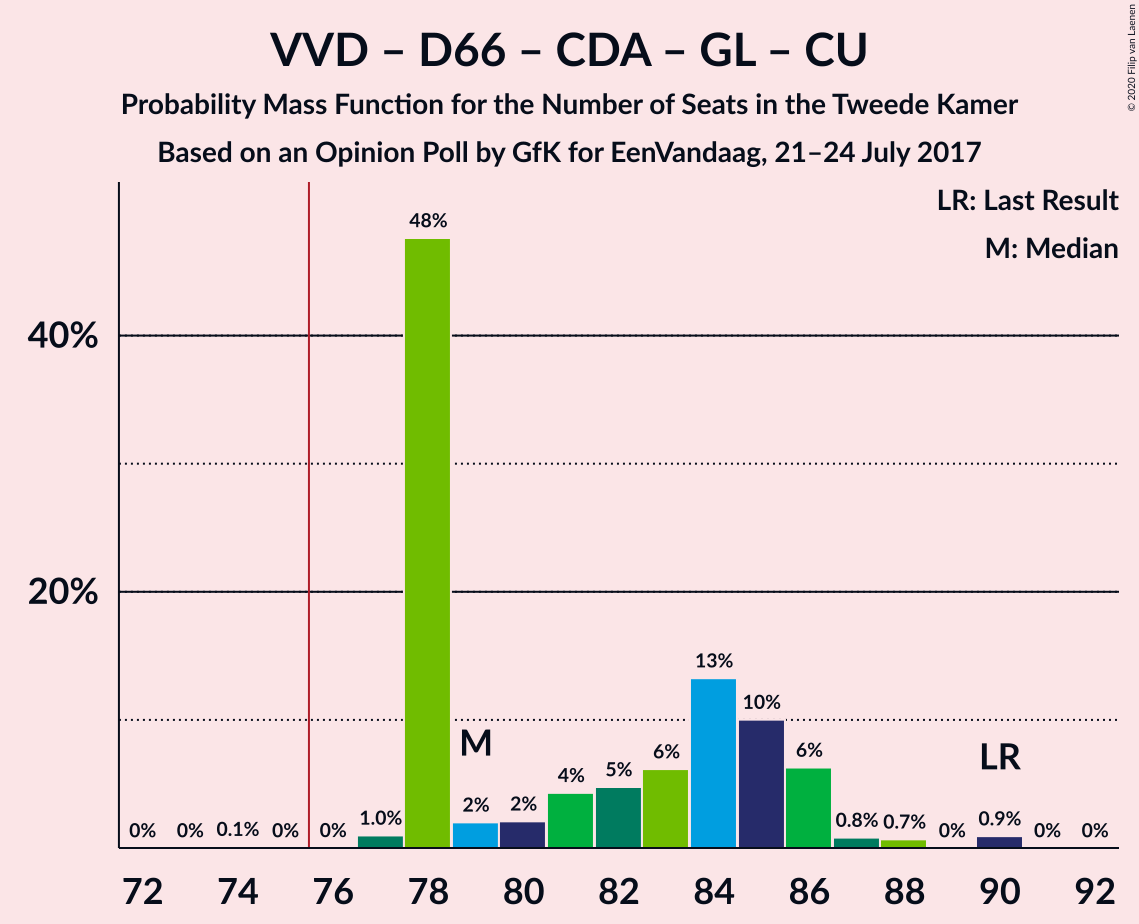 VVD – D66 – CDA – GL – CU
Probability Mass Function for the Number of Seats in the Tweede Kamer
Based on an Opinion Poll by GfK for EenVandaag, 21–24 July 2017
© 2020 Filip van Laenen
LR: Last Result
M: Median
40%
20%
0%
0%
0.1%
0%
0%
1.0%
48%
M
2%
2%
4%
5%
6%
13%
10%
6%
0.8%
0.7%
0%
LR
0.9%
0%
0%
72 74 76 78 80 82 84 86 88 90 92